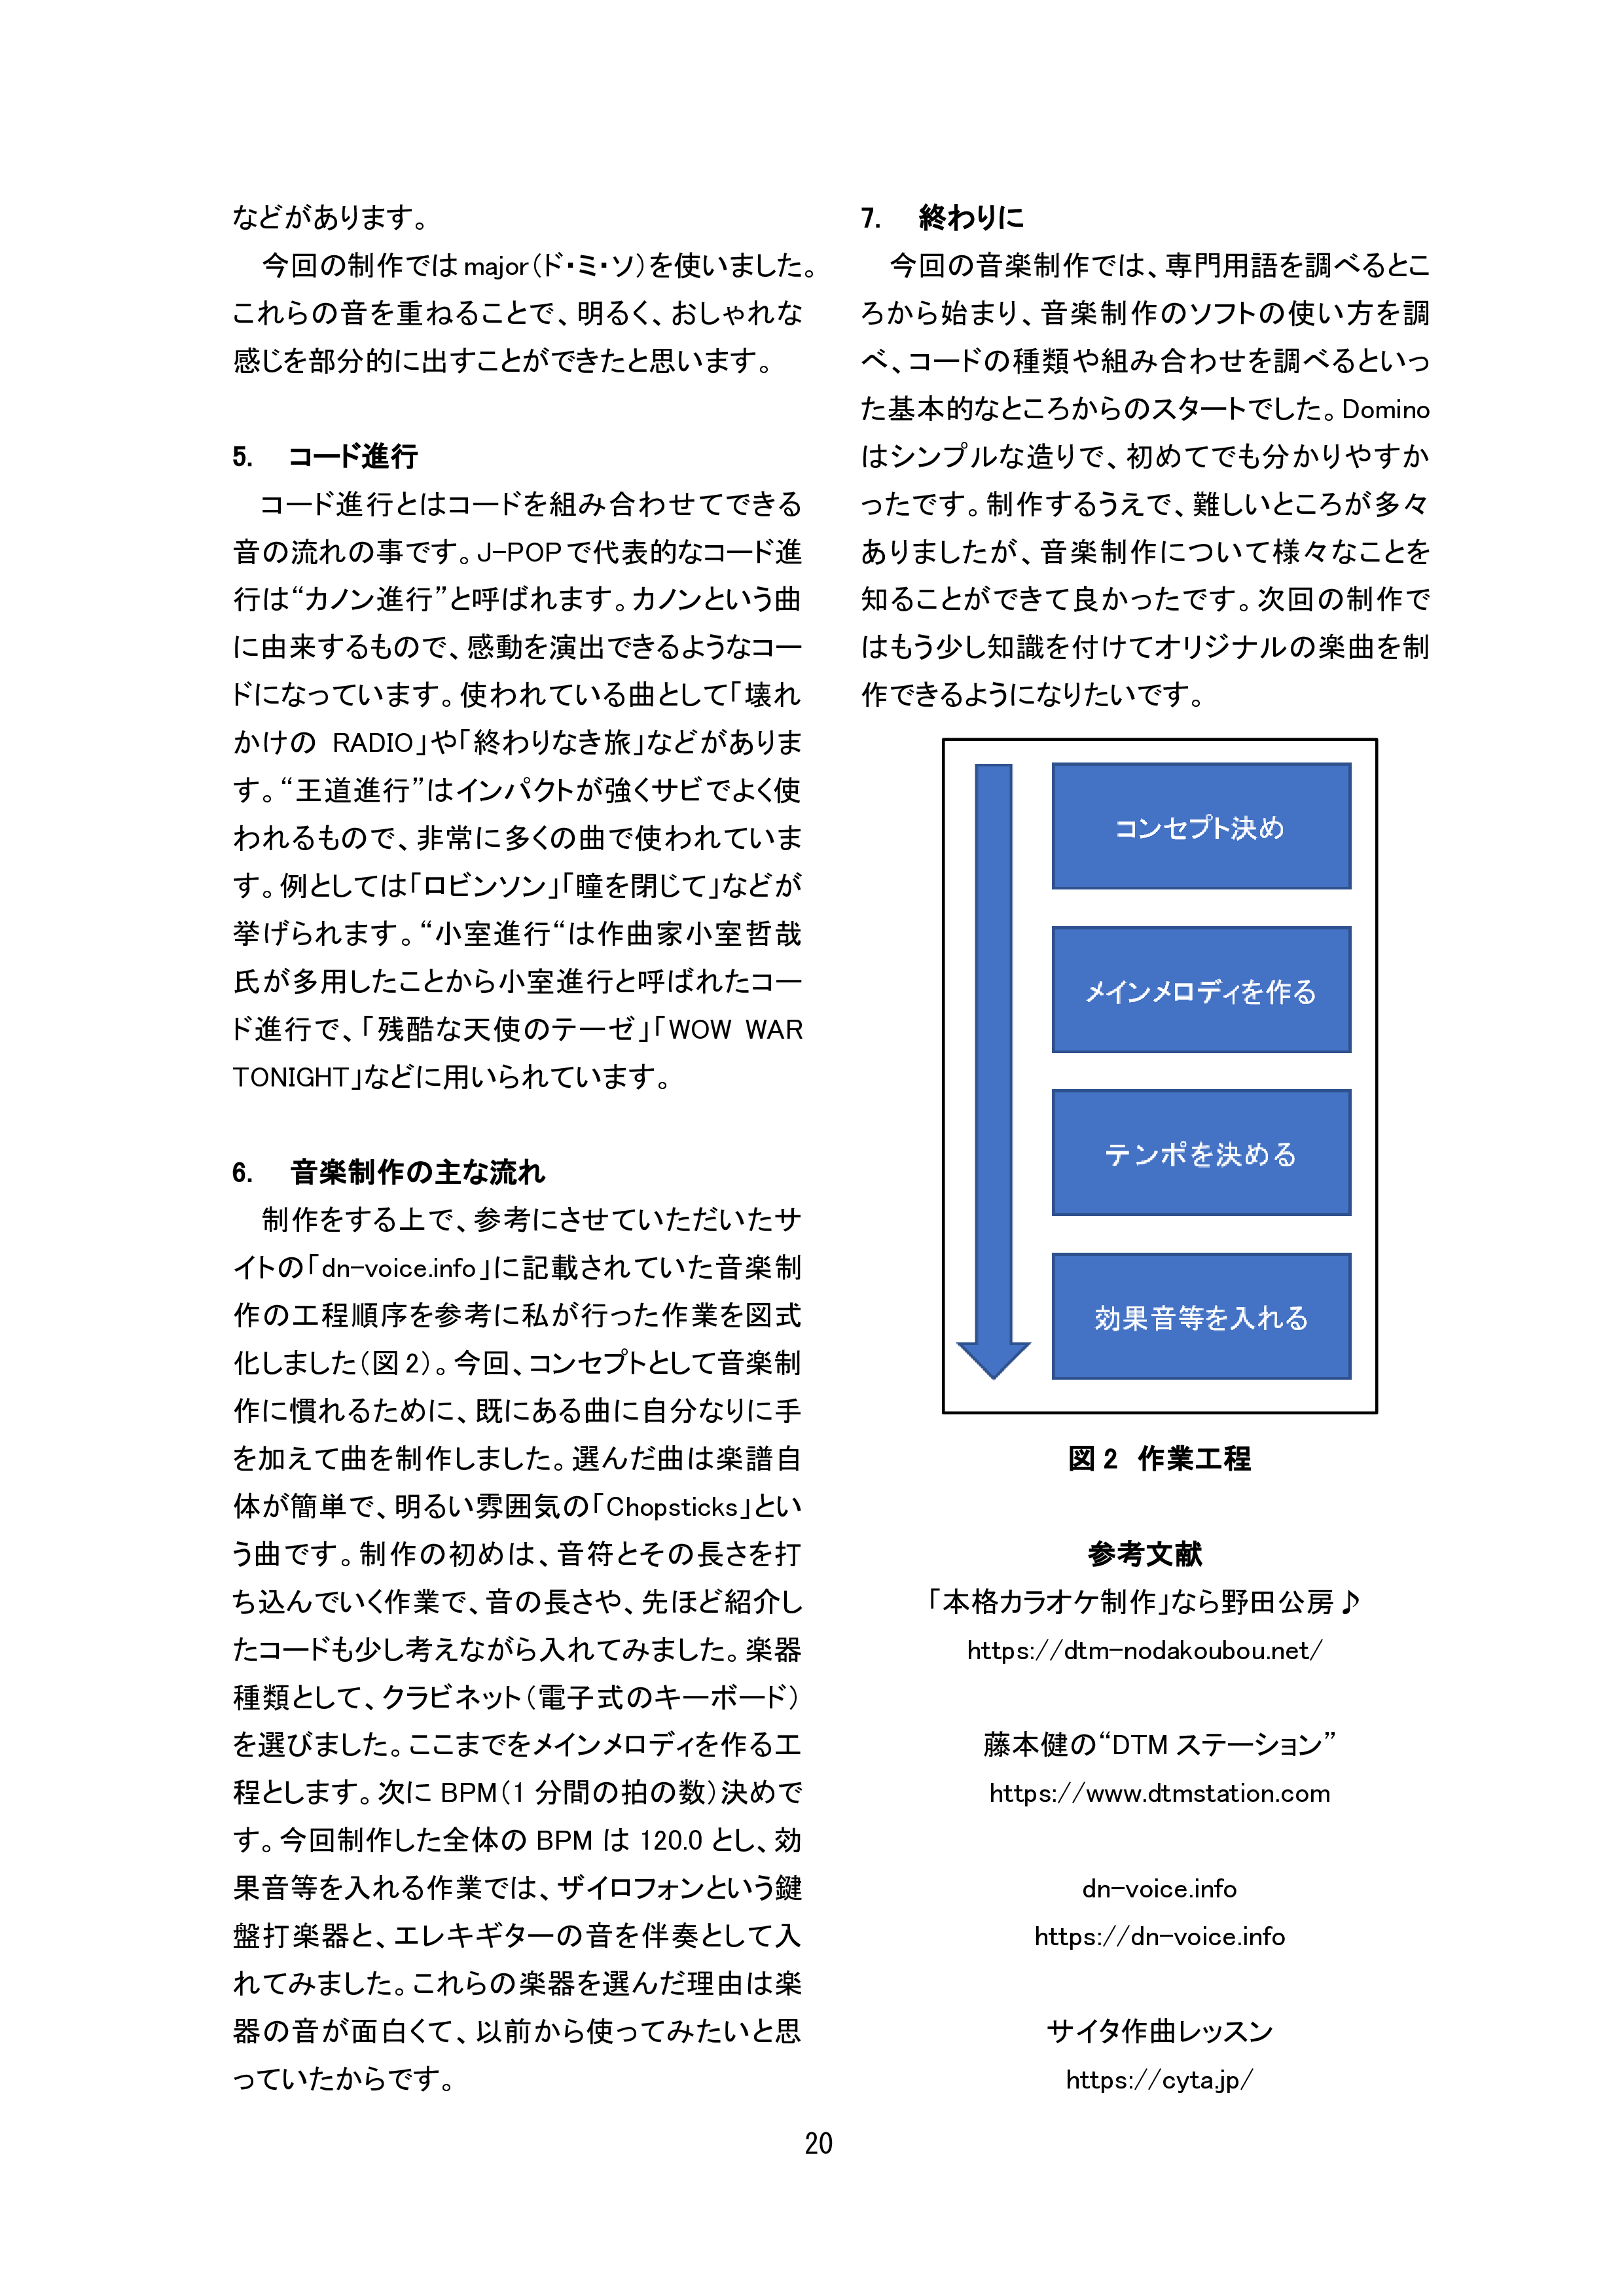 などがあります。
　今回の制作では major（ド・ミ・ソ）を使いました。
これらの音を重ねることで、明るく、おしゃれな
感じを部分的に出すことができたと思います。
5.　コード進行
　コード進行とはコードを組み合わせてできる
音の流れの事です。J-POP で代表的なコード進
行は“カノン進行”と呼ばれます。カノンという曲
に由来するもので、感動を演出できるようなコー
ドになっています。使われている曲として「壊れ
かけの RADIO」や「終わりなき旅」などがありま
す。“王道進行”はインパクトが強くサビでよく使
われるもので、非常に多くの曲で使われていま
す。例としては「ロビンソン」「瞳を閉じて」などが
挙げられます。“小室進行“は作曲家小室哲哉
氏が多用したことから小室進行と呼ばれたコー
ド進行で、「残酷な天使のテーゼ」「WOW WAR
TONIGHT」などに用いられています。
6.　音楽制作の主な流れ
　制作をする上で、参考にさせていただいたサ
イトの「dn-voice.info」に記載されていた音楽制
作の工程順序を参考に私が行った作業を図式
化しました（図 2）。今回、コンセプトとして音楽制
作に慣れるために、既にある曲に自分なりに手
を加えて曲を制作しました。選んだ曲は楽譜自
体が簡単で、明るい雰囲気の「Chopsticks」とい
う曲です。制作の初めは、音符とその長さを打
ち込んでいく作業で、音の長さや、先ほど紹介し
たコードも少し考えながら入れてみました。楽器
種類として、クラビネット（電子式のキーボード）
を選びました。ここまでをメインメロディを作る工
程とします。次に BPM（1 分間の拍の数）決めで
す。今回制作した全体の BPM は 120.0 とし、効
果音等を入れる作業では、ザイロフォンという鍵
盤打楽器と、エレキギターの音を伴奏として入
れてみました。これらの楽器を選んだ理由は楽
器の音が面白くて、以前から使ってみたいと思
っていたからです。
7.　終わりに
　今回の音楽制作では、専門用語を調べるとこ
ろから始まり、音楽制作のソフトの使い方を調
べ、コードの種類や組み合わせを調べるといっ
た基本的なところからのスタートでした。Domino
はシンプルな造りで、初めてでも分かりやすか
ったです。制作するうえで、難しいところが多々
ありましたが、音楽制作について様々なことを
知ることができて良かったです。次回の制作で
はもう少し知識を付けてオリジナルの楽曲を制
作できるようになりたいです。
コンセプト決め
メインメロディを作る
テンポを決める
効果音等を入れる
図 2 作業工程
参考文献
「本格カラオケ制作」なら野田公房♪
https://dtm-nodakoubou.net/
藤本健の“DTM ステーション”
https://www.dtmstation.com
dn-voice.info
https://dn-voice.info
サイタ作曲レッスン
https://cyta.jp/
20